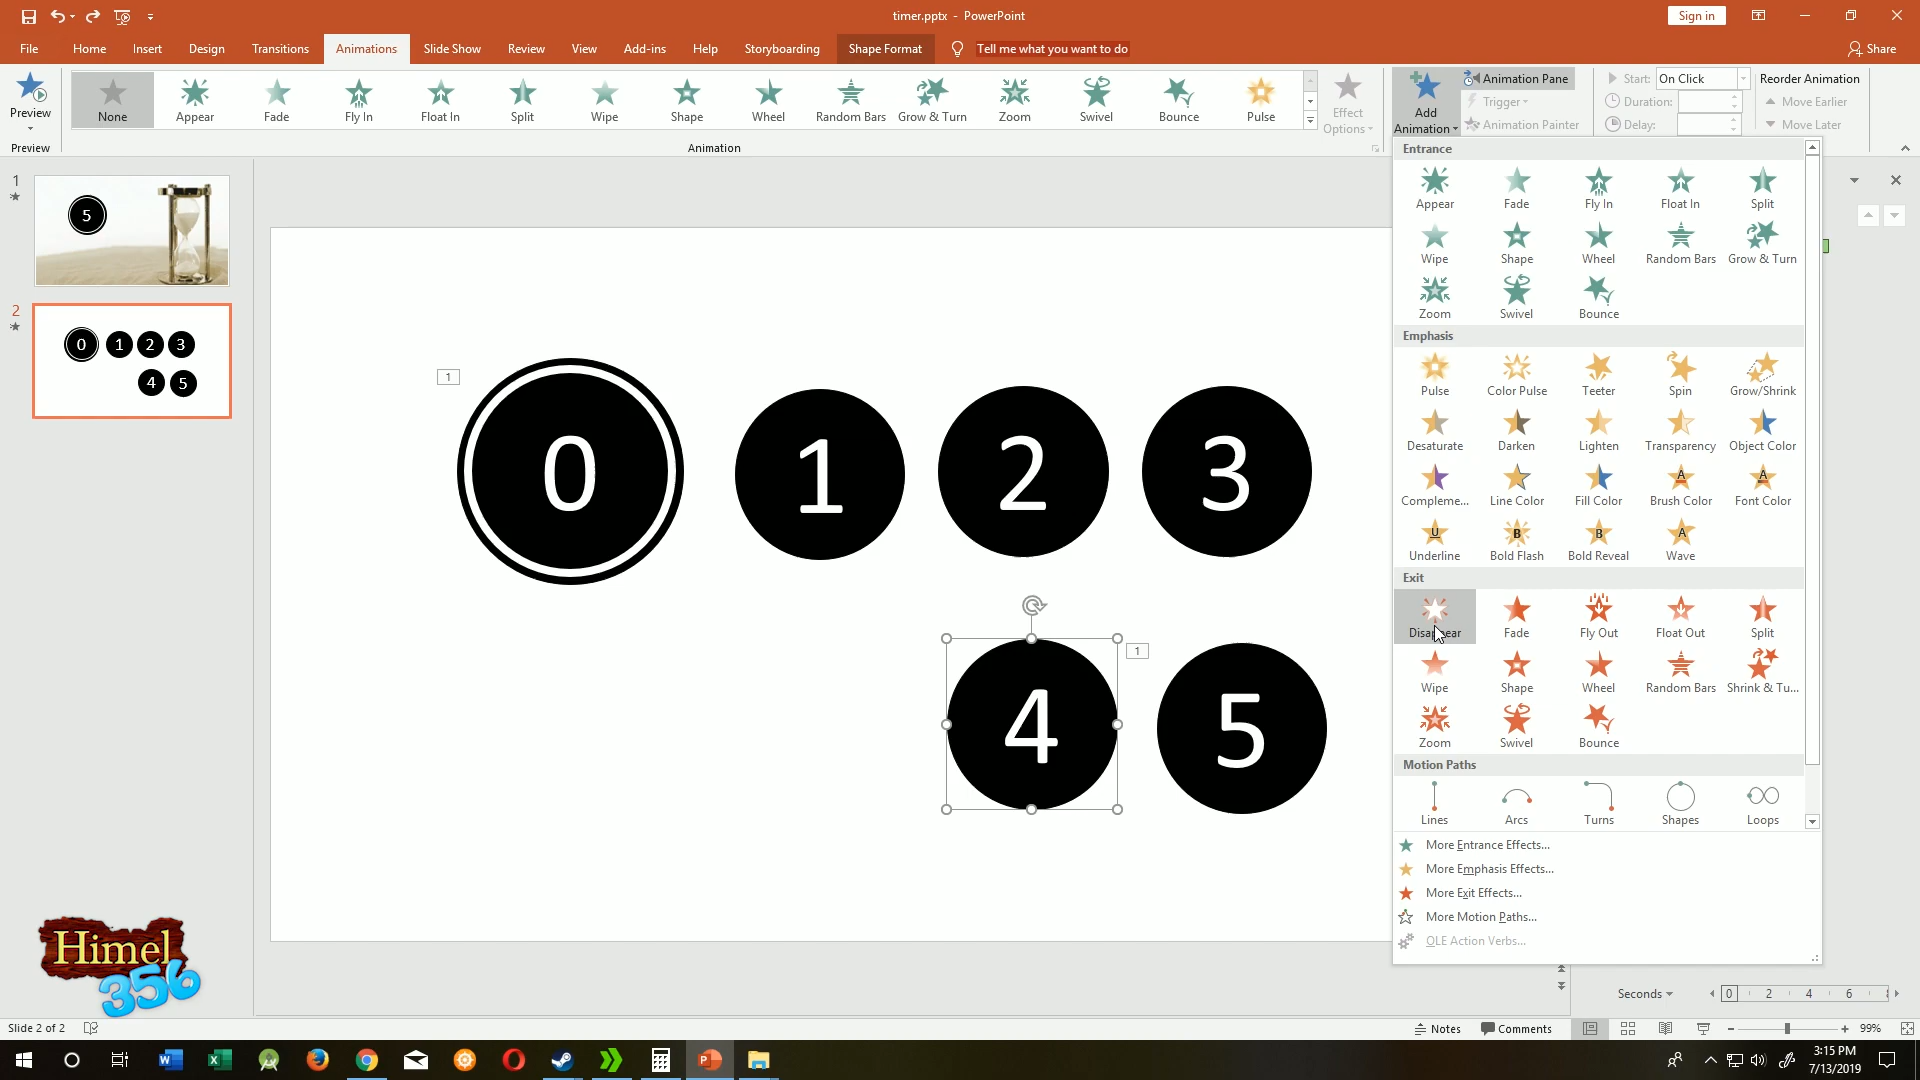 timer.pptx - PowerPoint
Sign in
File Home Insert Design Transitions Animations Slide Show Review View Add-ins Help Storyboarding Shape Format Tell me what you want to do Share
Preview
None Appear Fade Fly In Float In Split Wipe Shape Wheel Random Bars Grow & Turn Zoom Swivel Bounce Pulse
Effect
Options
Add
Animation
Animation Pane
Trigger
Animation Painter
Start: On Click
Duration:
Delay:
Reorder Animation
Move Earlier
Move Later
Preview
Animation
Entrance
Appear Fade Fly In Float In Split
Wipe Shape Wheel Random Bars Grow & Turn
Zoom Swivel Bounce
Emphasis
Pulse Color Pulse Teeter Spin Grow/Shrink
Desaturate Darken Lighten Transparency Object Color
Compleme... Line Color Fill Color Brush Color Font Color
Underline Bold Flash Bold Reveal Wave
Exit
Disappear Fade Fly Out Float Out Split
Wipe Shape Wheel Random Bars Shrink & Tu...
Zoom Swivel Bounce
Motion Paths
Lines Arcs Turns Shapes Loops
More Entrance Effects...
More Emphasis Effects...
More Exit Effects...
More Motion Paths...
OLE Action Verbs...
1
5
2
0 1 2 3
4 5
1
0 1 2 3
1
4 5
Himel
356
Seconds 0 2 4 6
Slide 2 of 2
Notes Comments 99%
3:15 PM
7/13/2019